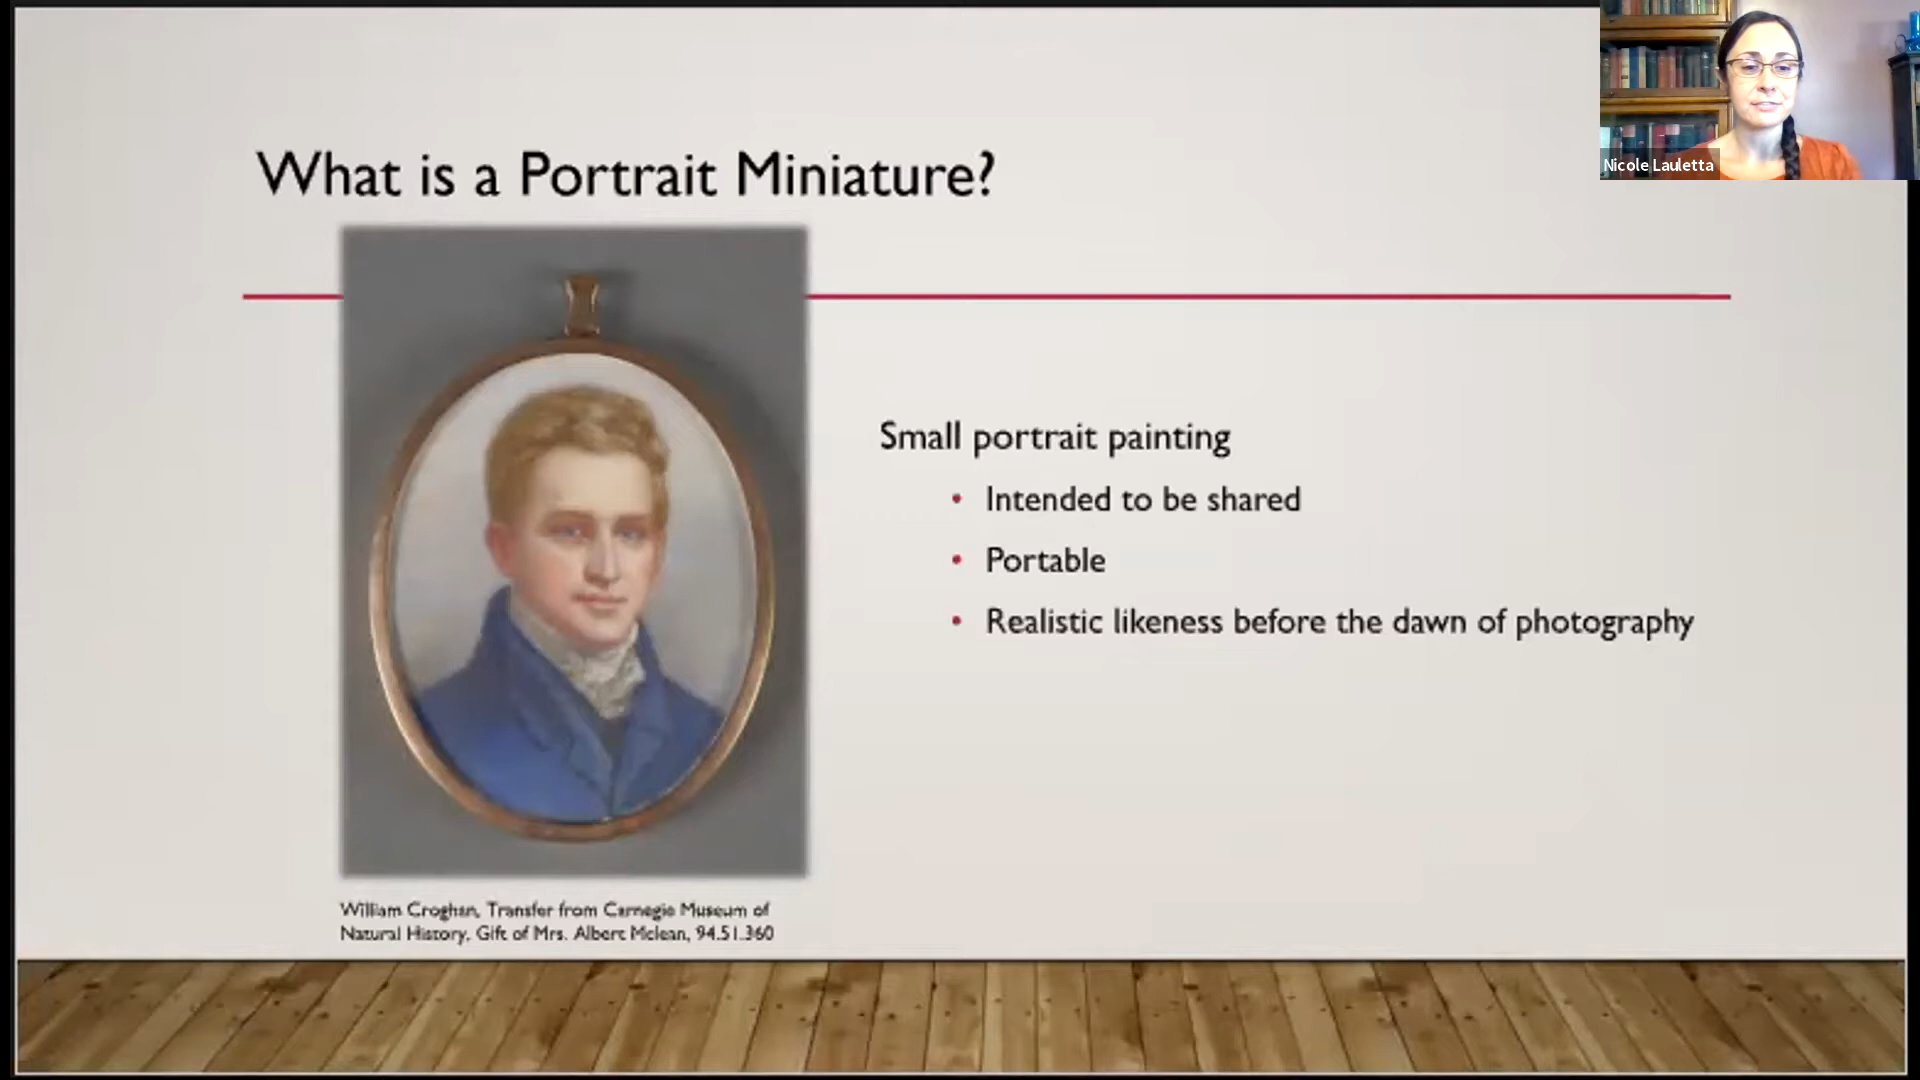 What is a Portrait Miniature?
Nicole Lauletta
Small portrait painting
• Intended to be shared
• Portable
• Realistic likeness before the dawn of photography
William Croghan, Transfer from Carnegie Museum of
Natural History, Gift of Mrs. Albert Mclean, 94.51.360